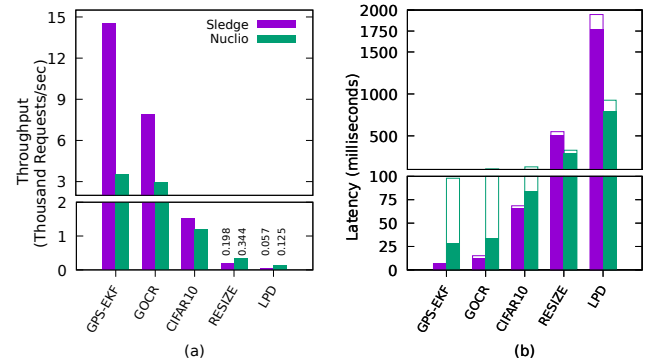 15
12
9
6
3
2
1
0
Throughput
(Thousand Requests/sec)
Sledge
Nuclio
0.198
0.344
0.057
0.125
GPS-EKF
GOCR
CIFAR10
RESIZE
LPD
(a)
2000
1750
1000
500
100
75
50
25
0
Latency (milliseconds)
GPS-EKF
GOCR
CIFAR10
RESIZE
LPD
(b)